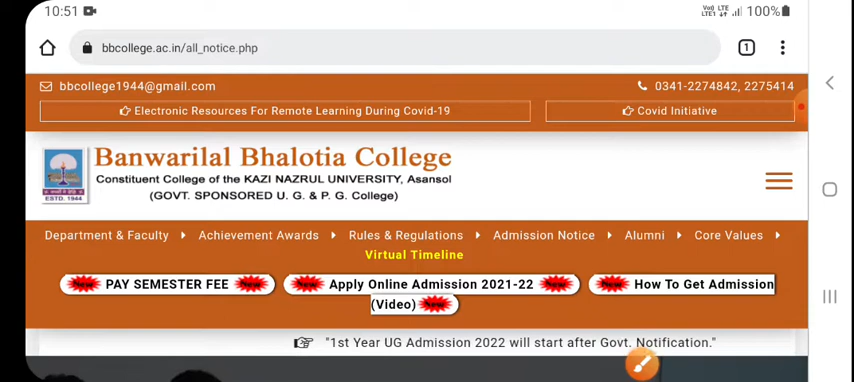 10:51 VoD LTE LTE1 100%
1
bbcollege.ac.in/all_notice.php
bbcollege1944@gmail.com 0341-2274842, 2275414
Electronic Resources For Remote Learning During Covid-19 Covid Initiative
Banwarilal Bhalotia College
Constituent College of the KAZI NAZRUL UNIVERSITY, Asansol
(GOVT. SPONSORED U. G. & P. G. College)
ESTD. 1944
Department & Faculty Achievement Awards Rules & Regulations Admission Notice Alumni Core Values
Virtual Timeline
New PAY SEMESTER FEE New New Apply Online Admission 2021-22 New New How To Get Admission
(Video) New
"1st Year UG Admission 2022 will start after Govt. Notification."